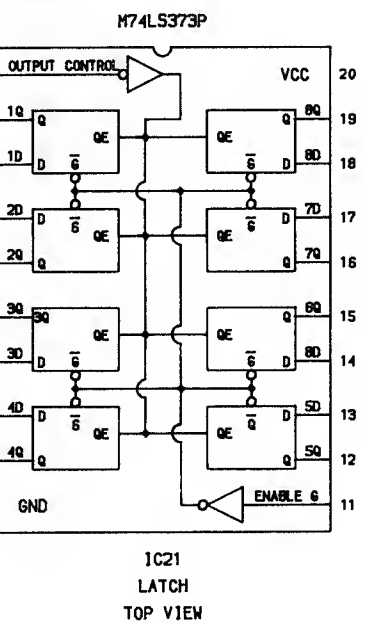 M74LS373P
OUTPUT CONTROL
VCC 20
1Q Q QE
QE Q 8Q 19
1D D G
G D 8D 18
2D D G
G D 7D 17
2Q Q QE
QE Q 7Q 16
3Q 3Q QE
QE Q 6Q 15
3D D G
G D 8D 14
4D D G
Q D 5D 13
4Q Q QE
QE Q 5Q 12
GND
ENABLE G 11
IC21
LATCH
TOP VIEW